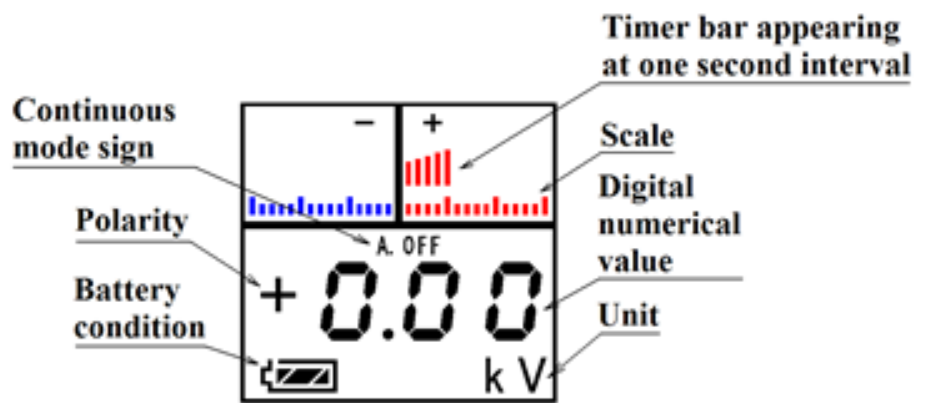 Timer bar appearing
at one second interval
Continuous
mode sign
- +
Scale
Digital
numerical
value
Polarity
A. OFF
+ 0.00
Battery
condition
Unit
k V